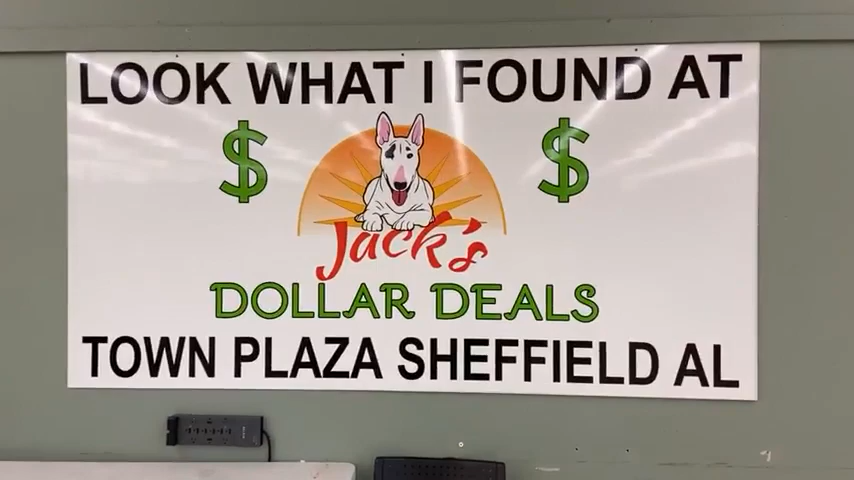 LOOK WHAT I FOUND AT
$ $
Jack's
DOLLAR DEALS
TOWN PLAZA SHEFFIELD AL